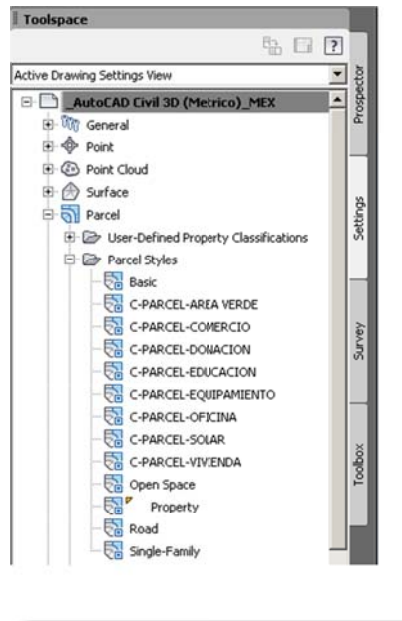 Toolspace
Active Drawing Settings View
_AutoCAD Civil 3D (Metrico)_MEX
General
Point
Point Cloud
Surface
Parcel
User-Defined Property Classifications
Parcel Styles
Basic
C-PARCEL-AREA VERDE
C-PARCEL-COMERCIO
C-PARCEL-DONACION
C-PARCEL-EDUCACION
C-PARCEL-EQUIPAMIENTO
C-PARCEL-OFICINA
C-PARCEL-SOLAR
C-PARCEL-VIVIENDA
Open Space
Property
Road
Single-Family
Prospector
Settings
Survey
Toolbox